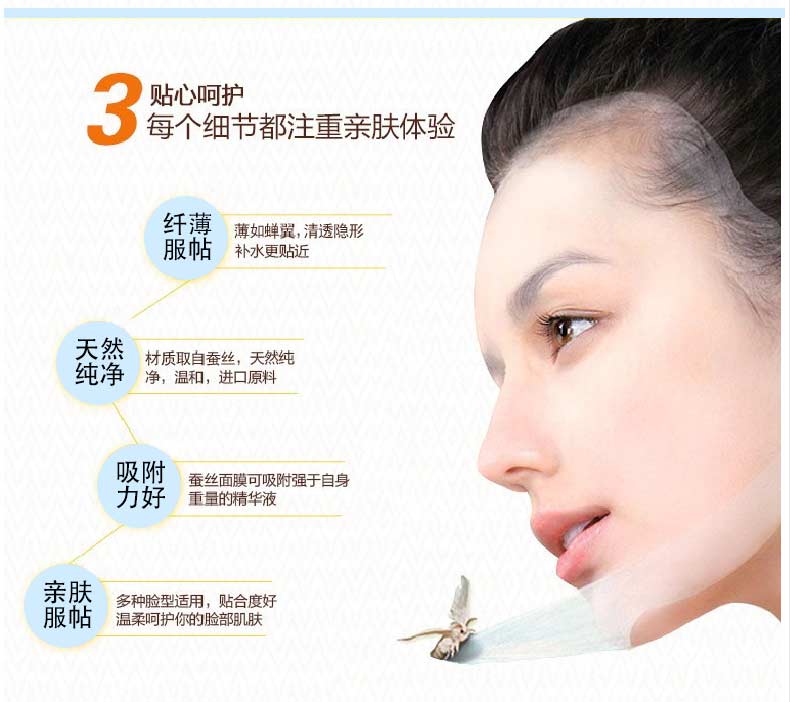 3
贴心呵护
每个细节都注重亲肤体验
纤薄
服帖
薄如蝉翼,清透隐形
补水更贴近
天然
纯净
材质取自蚕丝，天然纯
净，温和，进口原料
吸附
力好
蚕丝面膜可吸附强于自身
重量的精华液
亲肤
服帖
多种脸型适用，贴合度好
温柔呵护你的脸部肌肤